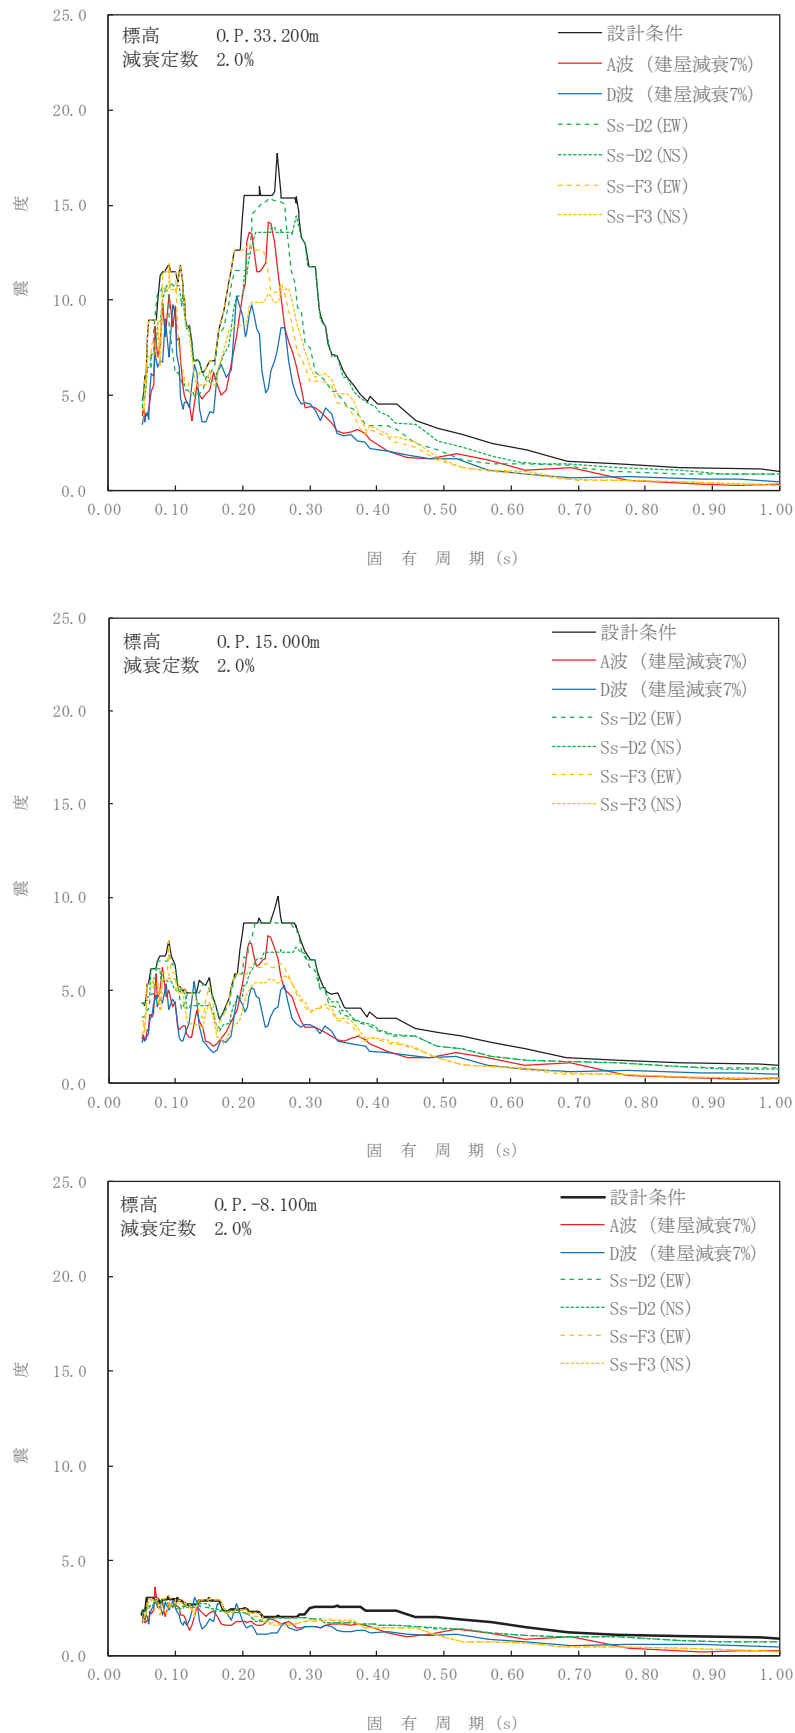 25.0
標高 O.P.33.200m
減衰定数 2.0%
設計条件
A波 (建屋減衰7%)
D波 (建屋減衰7%)
Ss-D2(EW)
Ss-D2(NS)
Ss-F3(EW)
Ss-F3(NS)
20.0
15.0
10.0
5.0
0.0
震度
0.00 0.10 0.20 0.30 0.40 0.50 0.60 0.70 0.80 0.90 1.00
固有周期(s)
25.0
標高 O.P.15.000m
減衰定数 2.0%
設計条件
A波 (建屋減衰7%)
D波 (建屋減衰7%)
Ss-D2(EW)
Ss-D2(NS)
Ss-F3(EW)
Ss-F3(NS)
20.0
15.0
10.0
5.0
0.0
震度
0.00 0.10 0.20 0.30 0.40 0.50 0.60 0.70 0.80 0.90 1.00
固有周期(s)
25.0
標高 O.P.-8.100m
減衰定数 2.0%
設計条件
A波 (建屋減衰7%)
D波 (建屋減衰7%)
Ss-D2(EW)
Ss-D2(NS)
Ss-F3(EW)
Ss-F3(NS)
20.0
15.0
10.0
5.0
0.0
震度
0.00 0.10 0.20 0.30 0.40 0.50 0.60 0.70 0.80 0.90 1.00
固有周期(s)